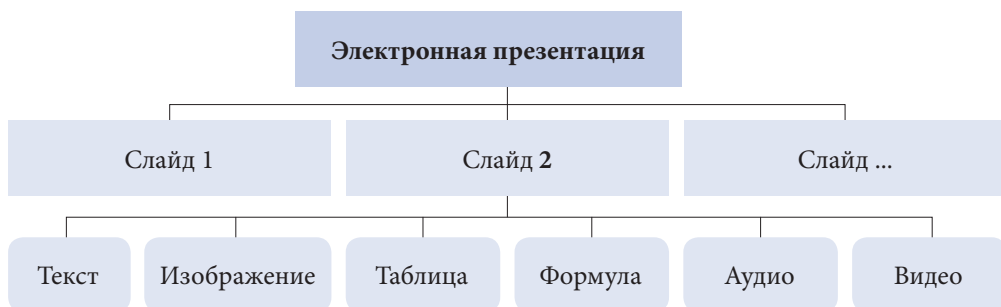 Электронная презентация
Слайд 1
Слайд 2
Слайд ...
Текст
Изображение
Таблица
Формула
Аудио
Видео